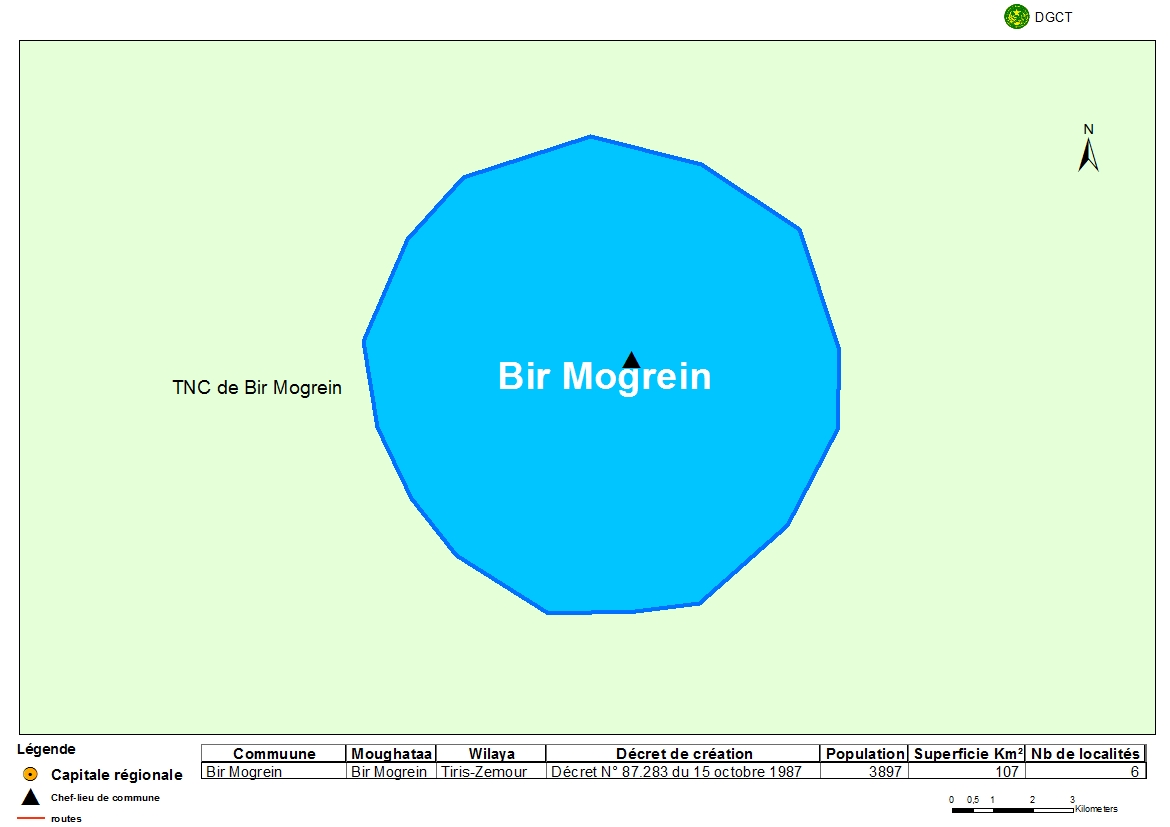 DGCT
N
Bir Mogrein
TNC de Bir Mogrein
Légende
Capitale régionale
Chef-lieu de commune
routes
Commuune Moughataa Wilaya Décret de création Population Superficie Km² Nb de localités
Bir Mogrein Bir Mogrein Tiris-Zemour Décret N° 87.283 du 15 octobre 1987 3897 107 6
0 0,5 1 2 3
Kilometers